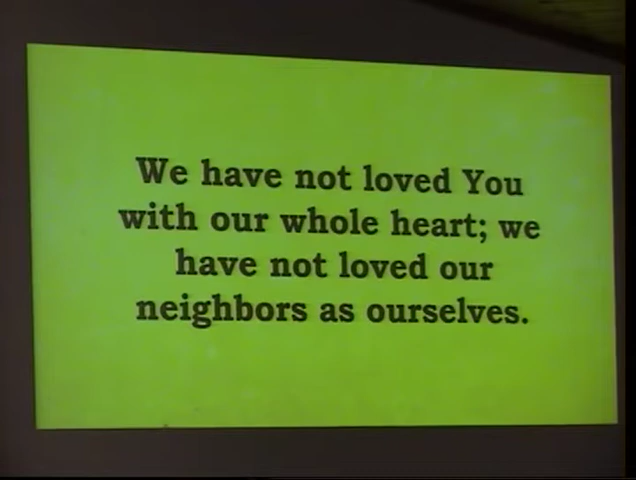 We have not loved You
with our whole heart; we
have not loved our
neighbors as ourselves.